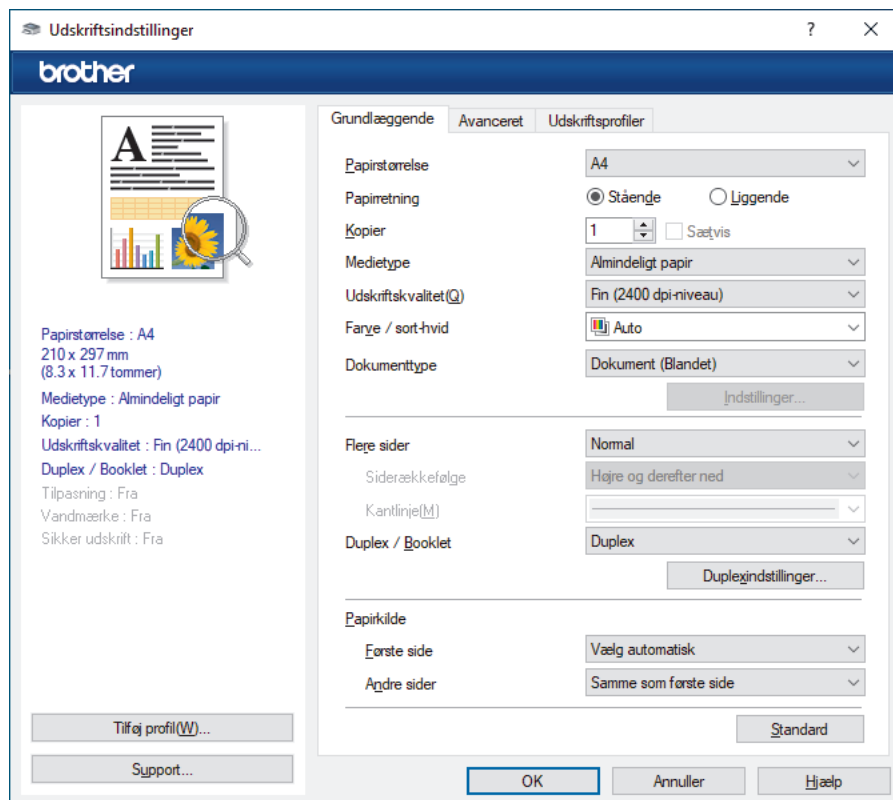 Udskriftsindstillinger
?
brother
A
Papirstørrelse : A4
210 x 297 mm
(8.3 x 11.7 tommer)
Medietype : Almindeligt papir
Kopier : 1
Udskriftskvalitet : Fin (2400 dpi-ni...
Duplex / Booklet : Duplex
Tilpasning : Fra
Vandmærke : Fra
Sikker udskrift : Fra
Tilføj profil(W)...
Support...
Grundlæggende Avanceret Udskriftsprofiler
Papirstørrelse A4
Papirretning Stående Liggende
Kopier 1 Sætvis
Medietype Almindeligt papir
Udskriftskvalitet(Q) Fin (2400 dpi-niveau)
Farve / sort-hvid Auto
Dokumenttype Dokument (Blandet)
Indstillinger...
Flere sider Normal
Siderækkefølge Højre og derefter ned
Kantlinje(M)
Duplex / Booklet Duplex
Duplexindstillinger...
Papirkilde
Første side Vælg automatisk
Andre sider Samme som første side
Standard
OK Annuller Hjælp